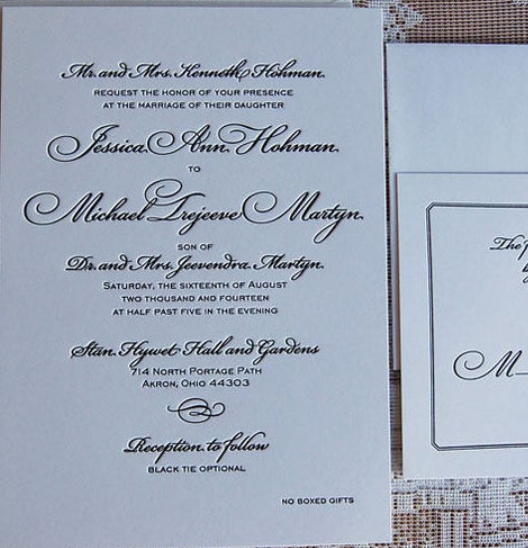 Mr. and Mrs. Kenneth Hohman
REQUEST THE HONOR OF YOUR PRESENCE
AT THE MARRIAGE OF THEIR DAUGHTER
Jessica Ann Hohman
TO
Michael Trejeeve Martyn
SON OF
Dr. and Mrs. Jeevendra Martyn
SATURDAY, THE SIXTEENTH OF AUGUST
TWO THOUSAND AND FOURTEEN
AT HALF PAST FIVE IN THE EVENING
Stan Hywet Hall and Gardens
714 NORTH PORTAGE PATH
AKRON, OHIO 44303
Reception to follow
BLACK TIE OPTIONAL
NO BOXED GIFTS
The
M